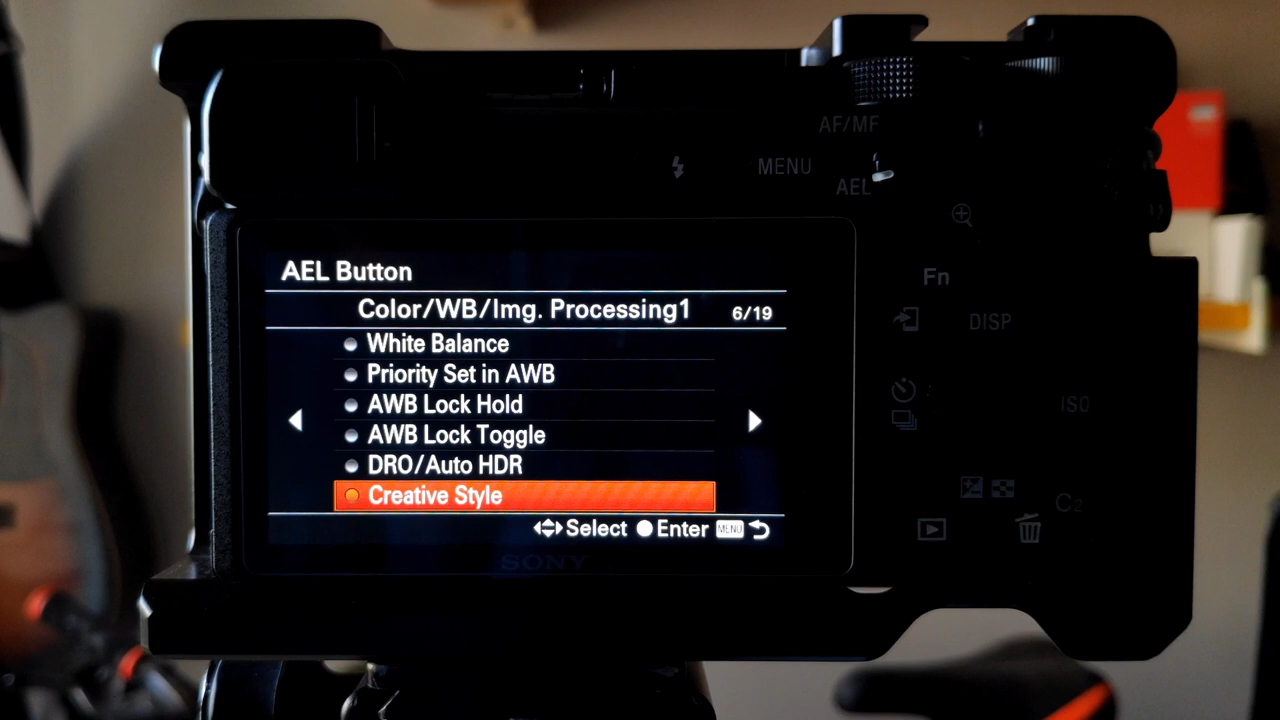 AF/MF
MENU
AEL
Fn
DISP
ISO
C2
AEL Button
Color/WB/Img. Processing1 6/19
White Balance
Priority Set in AWB
AWB Lock Hold
AWB Lock Toggle
DRO/Auto HDR
Creative Style
Select Enter MENU
SONY